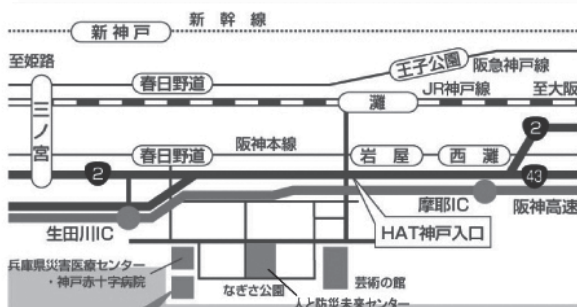 新幹線
新神戸
至姫路
王子公園
阪急神戸線
春日野道
JR神戸線
至大阪
三ノ宮
灘
2
阪神本線
春日野道
岩屋
西灘
2
43
生田川IC
摩耶IC
阪神高速
HAT神戸入口
兵庫県災害医療センター
・神戸赤十字病院
なぎさ公園
芸術の館
人と防災未来センター